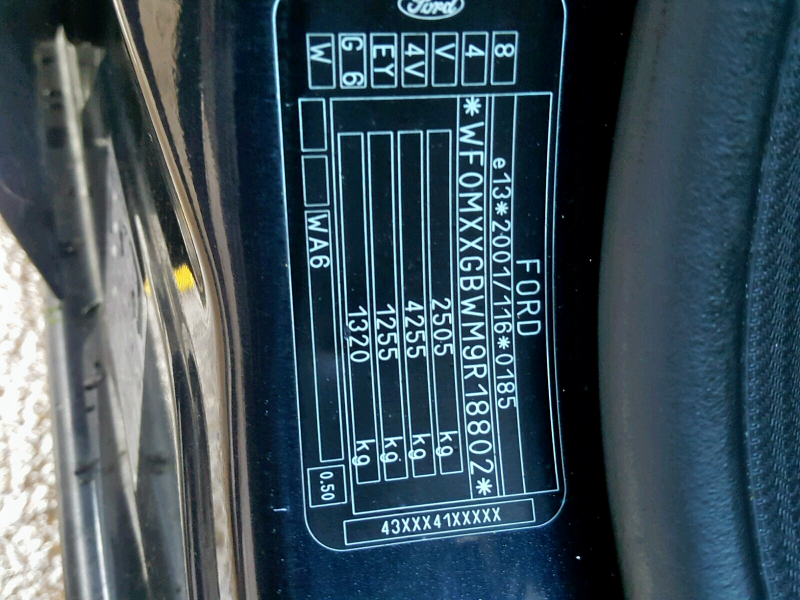 Ford
8
4
V
4V
EY
G 6
W
FORD
e13*2001/116*0185
*WF0MXXGBWM9R18802*
2505 kg
4255 kg
1255 kg
1320 kg
WA6
0.50
43XXX41XXXXX